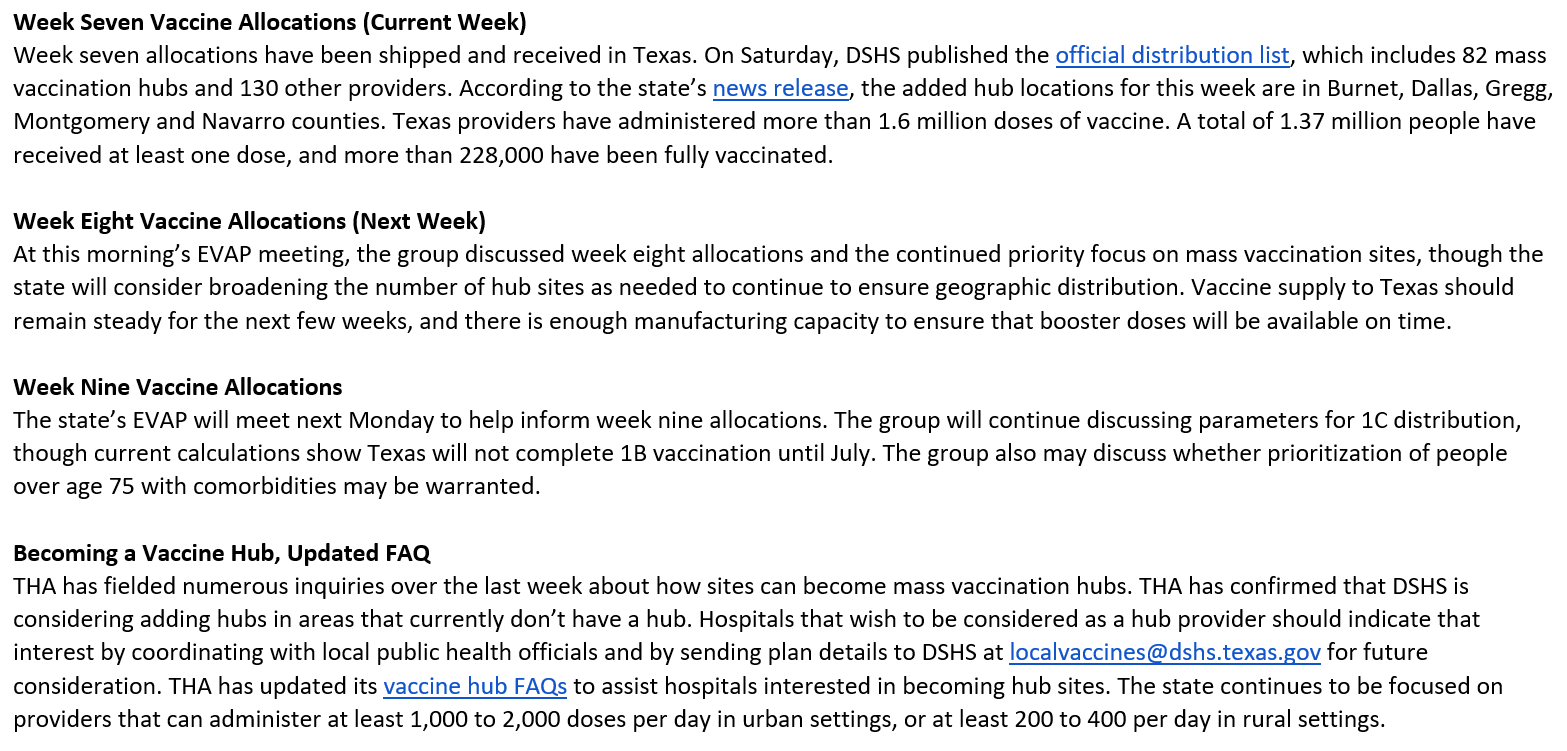 Week Seven Vaccine Allocations (Current Week)
Week seven allocations have been shipped and received in Texas. On Saturday, DSHS published the official distribution list, which includes 82 mass
vaccination hubs and 130 other providers. According to the state’s news release, the added hub locations for this week are in Burnet, Dallas, Gregg,
Montgomery and Navarro counties. Texas providers have administered more than 1.6 million doses of vaccine. A total of 1.37 million people have
received at least one dose, and more than 228,000 have been fully vaccinated.
Week Eight Vaccine Allocations (Next Week)
At this morning’s EVAP meeting, the group discussed week eight allocations and the continued priority focus on mass vaccination sites, though the
state will consider broadening the number of hub sites as needed to continue to ensure geographic distribution. Vaccine supply to Texas should
remain steady for the next few weeks, and there is enough manufacturing capacity to ensure that booster doses will be available on time.
Week Nine Vaccine Allocations
The state’s EVAP will meet next Monday to help inform week nine allocations. The group will continue discussing parameters for 1C distribution,
though current calculations show Texas will not complete 1B vaccination until July. The group also may discuss whether prioritization of people
over age 75 with comorbidities may be warranted.
Becoming a Vaccine Hub, Updated FAQ
THA has fielded numerous inquiries over the last week about how sites can become mass vaccination hubs. THA has confirmed that DSHS is
considering adding hubs in areas that currently don’t have a hub. Hospitals that wish to be considered as a hub provider should indicate that
interest by coordinating with local public health officials and by sending plan details to DSHS at localvaccines@dshs.texas.gov for future
consideration. THA has updated its vaccine hub FAQs to assist hospitals interested in becoming hub sites. The state continues to be focused on
providers that can administer at least 1,000 to 2,000 doses per day in urban settings, or at least 200 to 400 per day in rural settings.